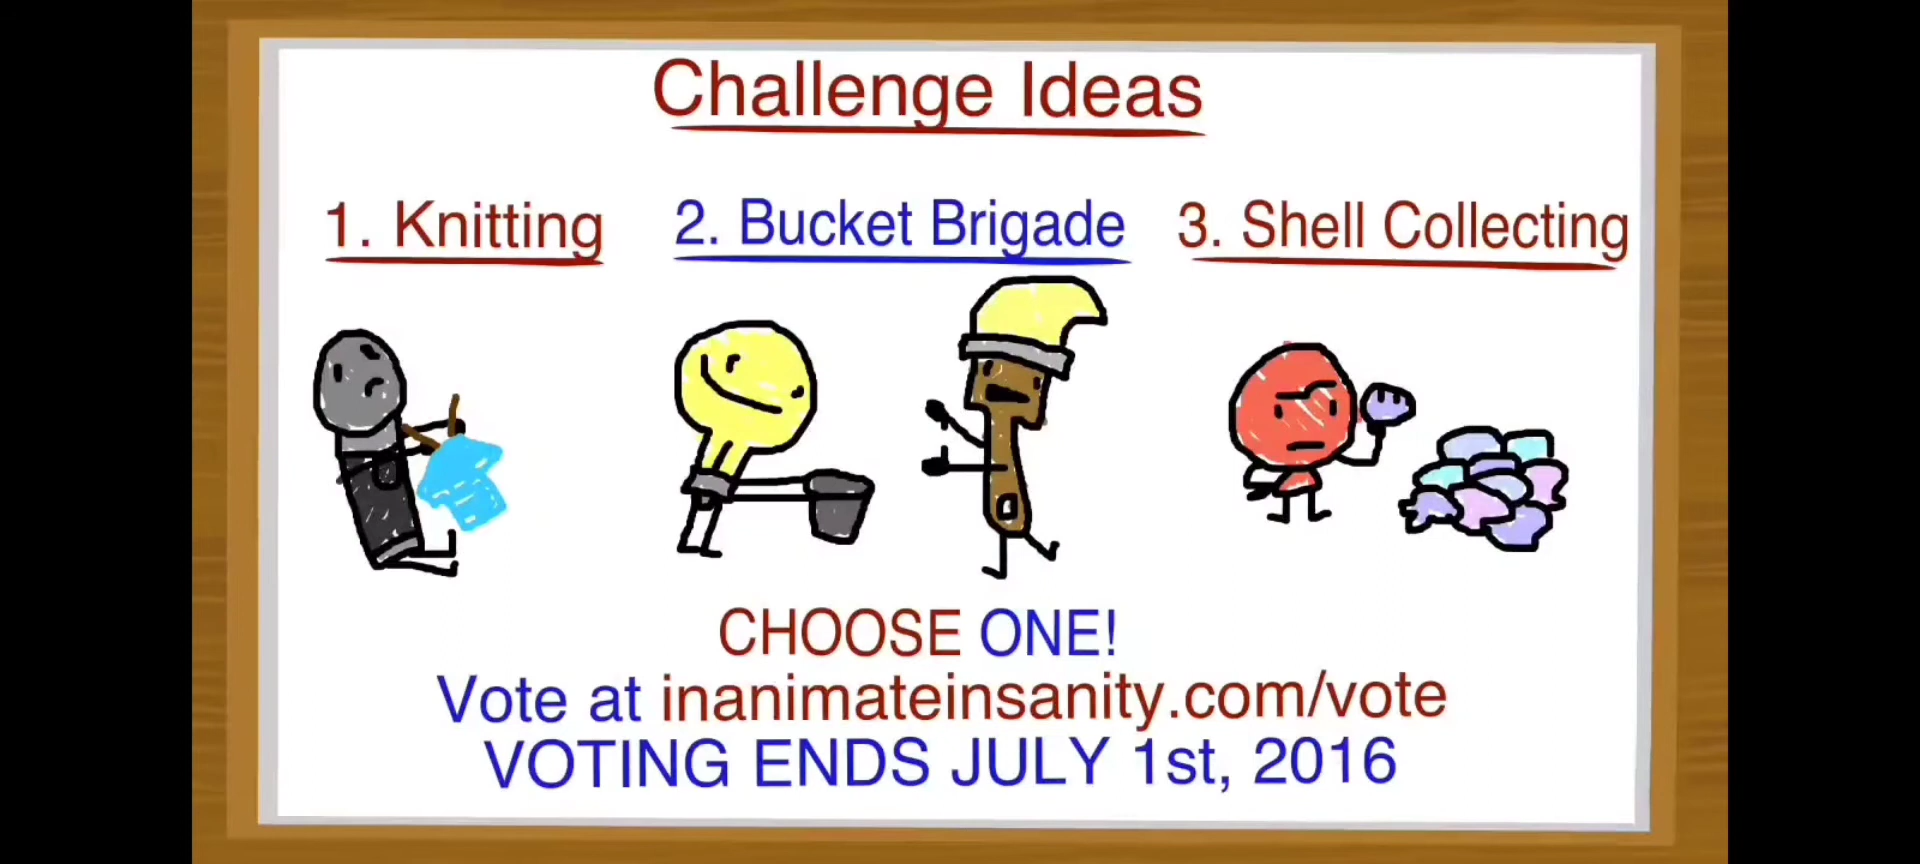 Challenge Ideas
1. Knitting
2. Bucket Brigade
3. Shell Collecting
CHOOSE ONE!
Vote at inanimateinsanity.com/vote
VOTING ENDS JULY 1st, 2016